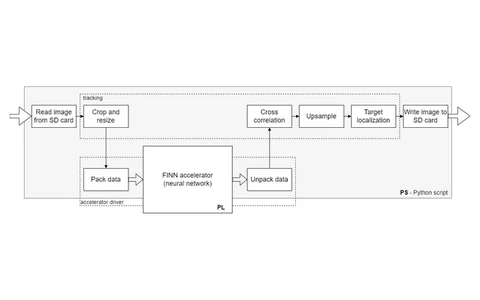 tracking
Read image
from SD card
Crop and
resize
Cross
correlation
Upsample
Target
localization
Write image to
SD card
Pack data
FINN accelerator
(neural network)
Unpack data
PS - Python script
accelerator driver
PL